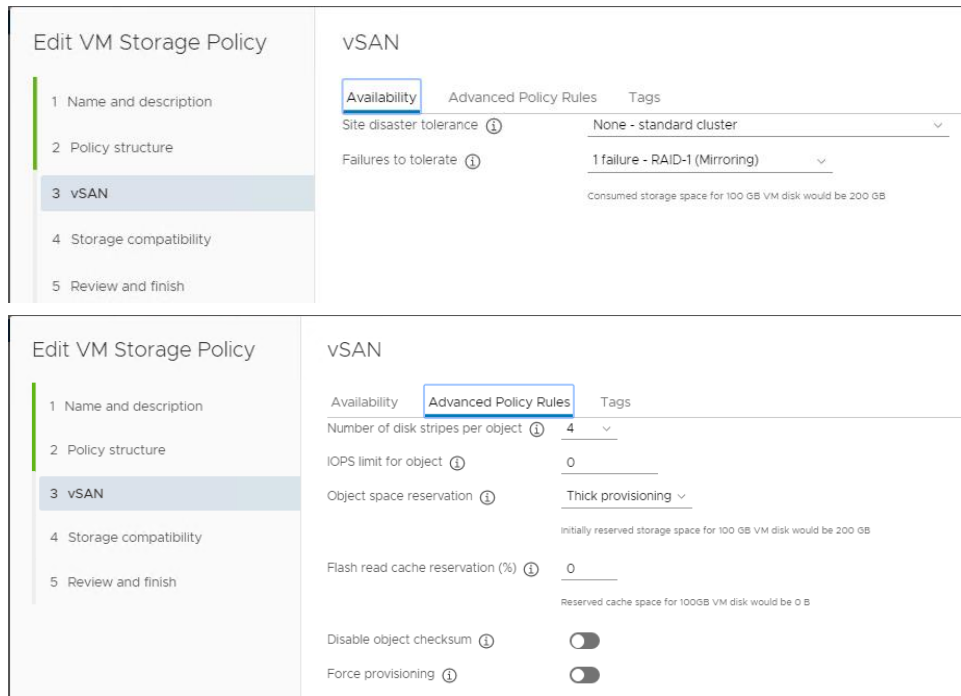 Edit VM Storage Policy
1 Name and description
2 Policy structure
3 vSAN
4 Storage compatibility
5 Review and finish
vSAN
Availability Advanced Policy Rules Tags
Site disaster tolerance None - standard cluster
Failures to tolerate 1 failure - RAID-1 (Mirroring)
Consumed storage space for 100 GB VM disk would be 200 GB
Edit VM Storage Policy
1 Name and description
2 Policy structure
3 vSAN
4 Storage compatibility
5 Review and finish
vSAN
Availability Advanced Policy Rules Tags
Number of disk stripes per object 4
IOPS limit for object 0
Object space reservation Thick provisioning
Initially reserved storage space for 100 GB VM disk would be 200 GB
Flash read cache reservation (%) 0
Reserved cache space for 100GB VM disk would be 0 B
Disable object checksum
Force provisioning